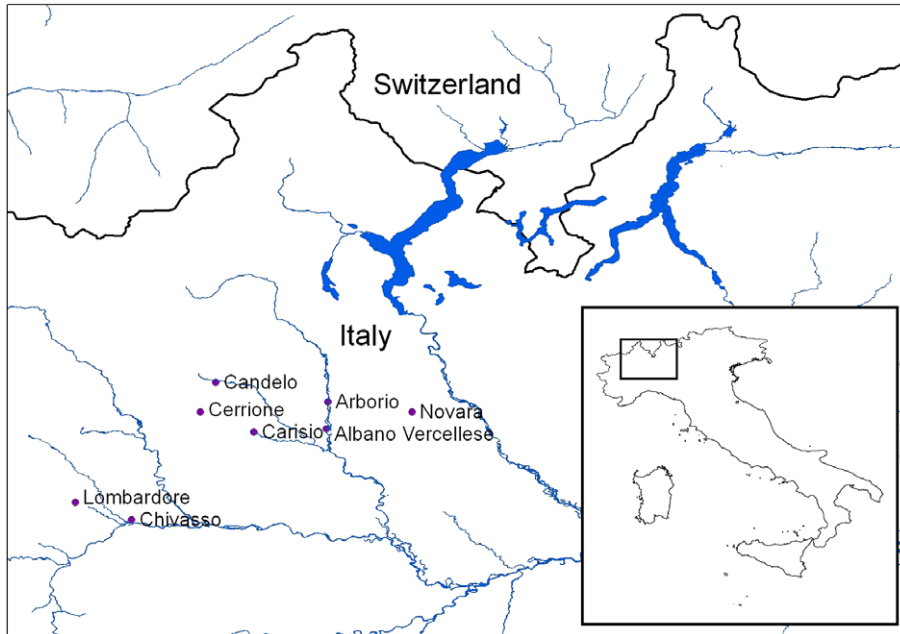 Switzerland
Italy
Candelo
Arborio
Cerrione
Novara
Carisio
Albano Vercellese
Lombardore
Chivasso